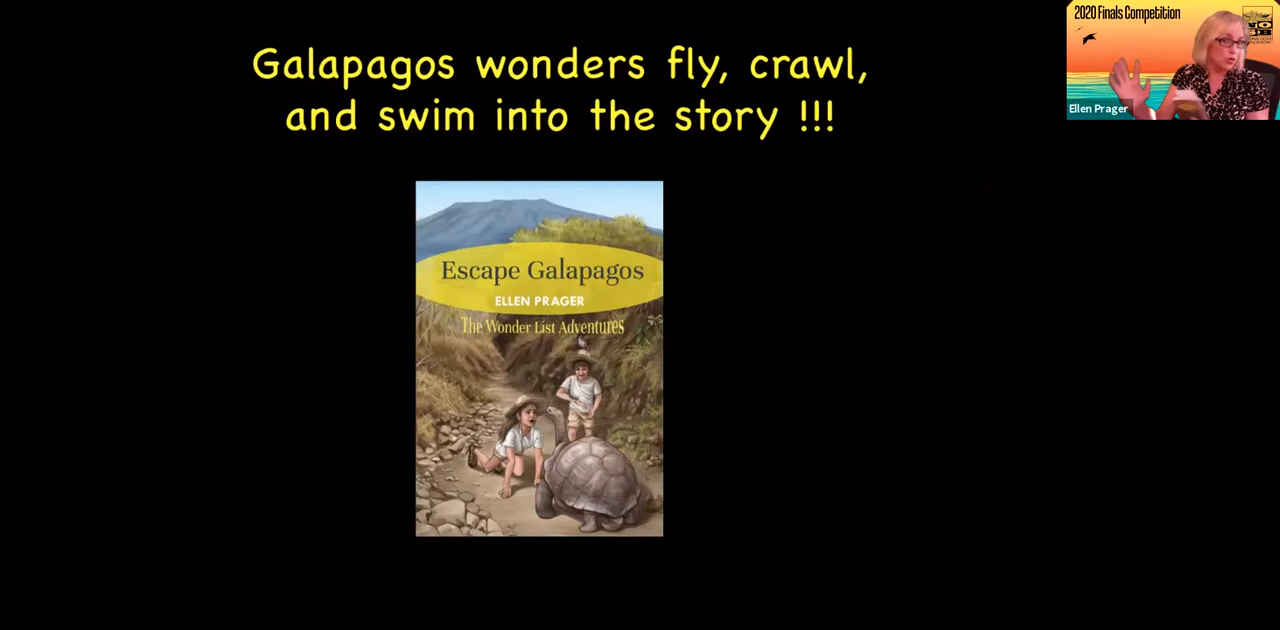 Galapagos wonders fly, crawl,
and swim into the story !!!
2020 Finals Competition
Ellen Prager
Escape Galapagos
ELLEN PRAGER
The Wonder List Adventures